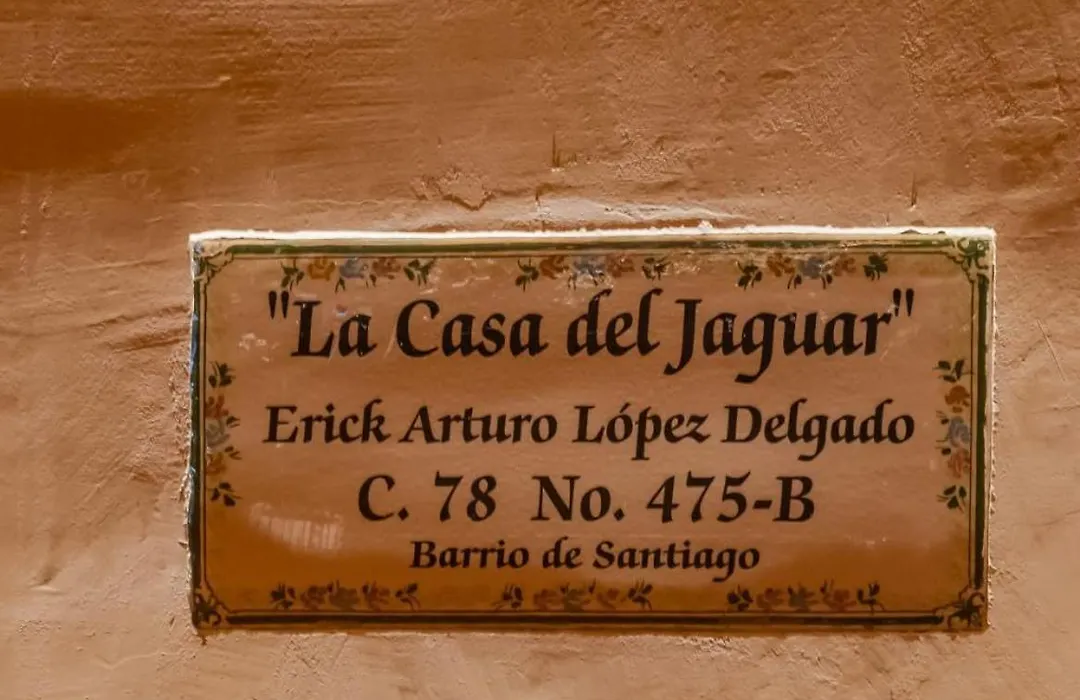 "La Casa del Jaguar"
Erick Arturo López Delgado
C. 78 No. 475-B
Barrio de Santiago